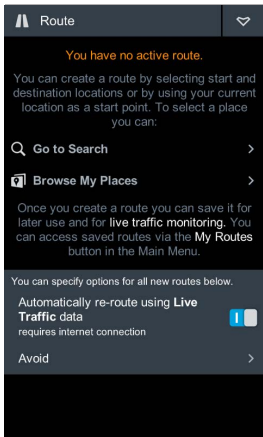 Route
You have no active route.
You can create a route by selecting start and
destination locations or by using your current
location as a start point. To select a place
you can:
Go to Search
Browse My Places
Once you create a route you can save it for
later use and for live traffic monitoring. You
can access saved routes via the My Routes
button in the Main Menu.
You can specify options for all new routes below.
Automatically re-route using Live
Traffic data
requires internet connection
Avoid